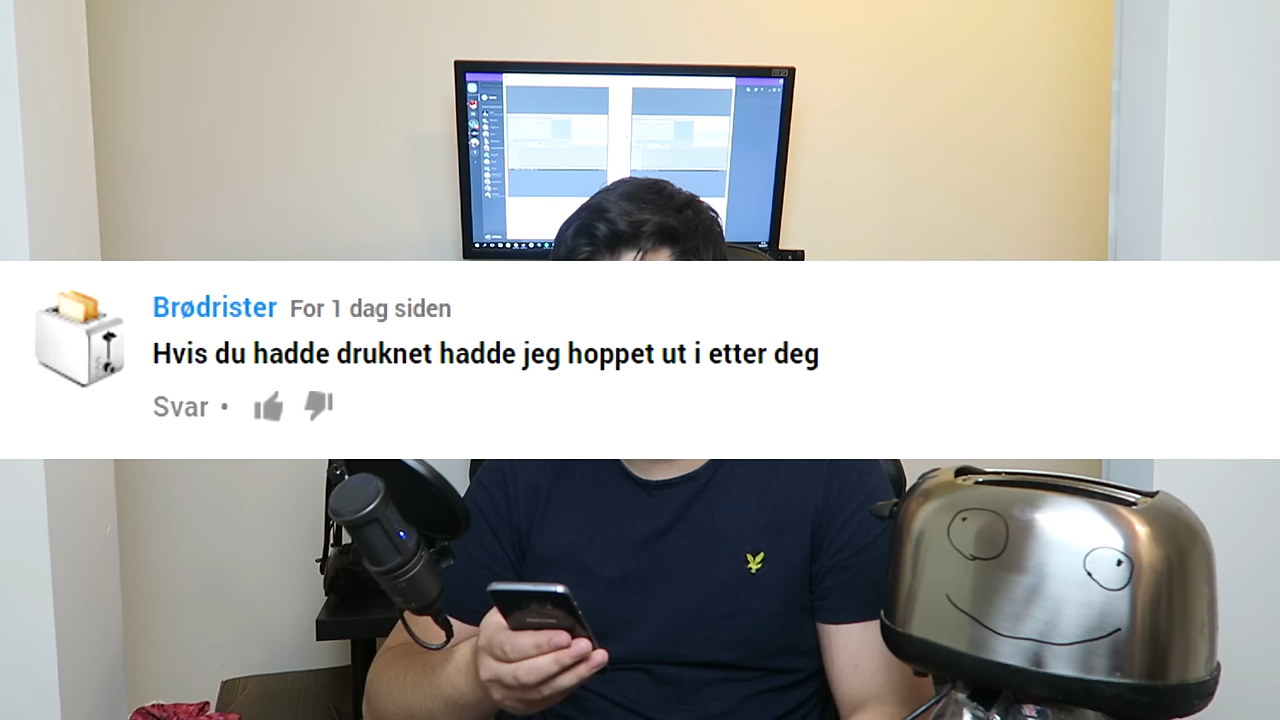 Brødrister For 1 dag siden
Hvis du hadde druknet hadde jeg hoppet ut i etter deg
Svar •